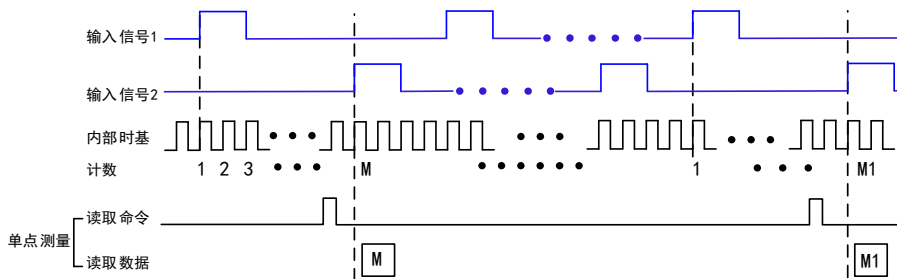 输入信号1
输入信号2
内部时基
计数 1 2 3 M 1 M1
读取命令
单点测量
读取数据 M M1